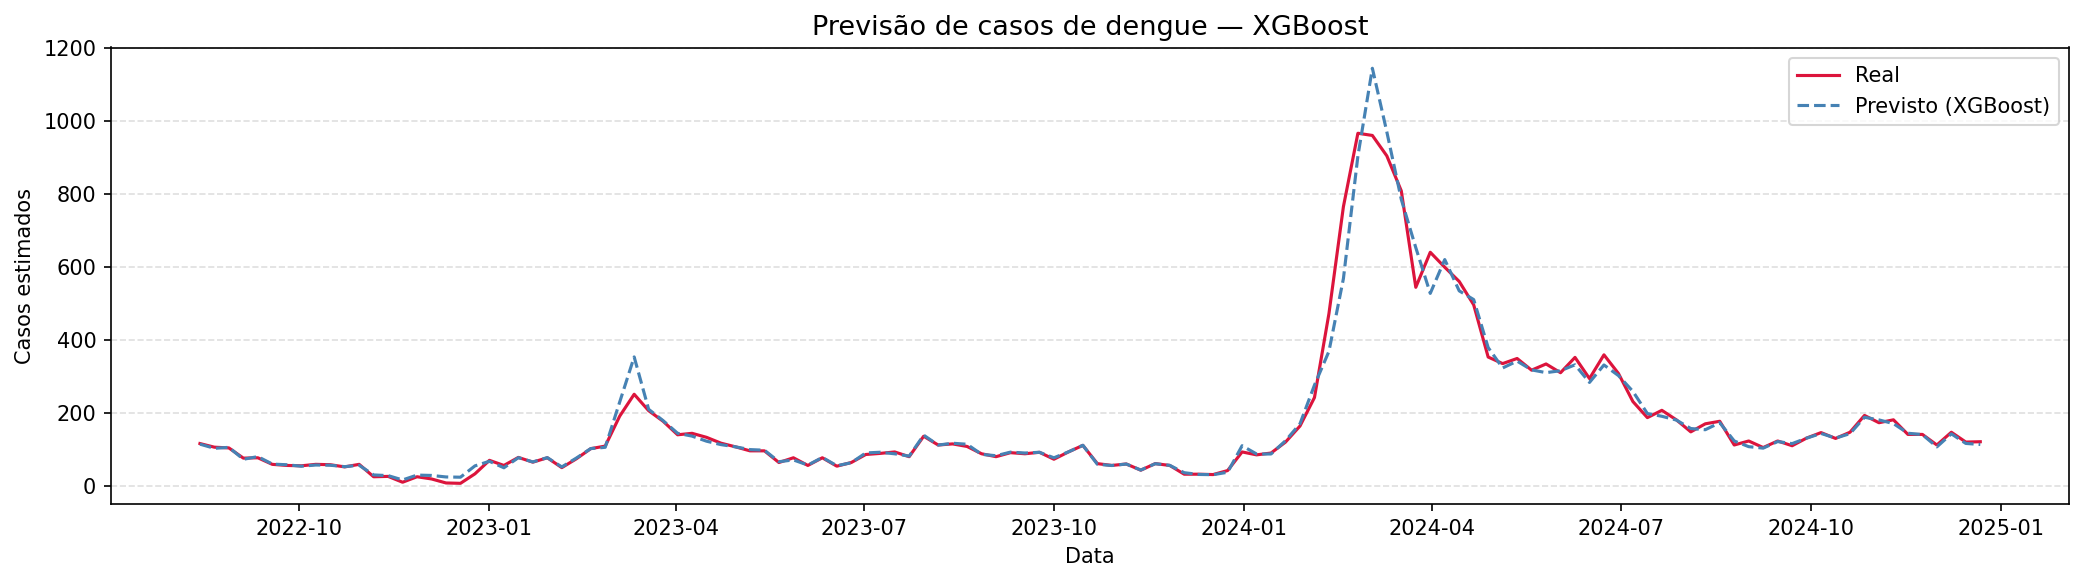 Previsão de casos de dengue — XGBoost
Real
Previsto (XGBoost)
Casos estimados
1200
1000
800
600
400
200
0
2022-10 2023-01 2023-04 2023-07 2023-10 2024-01 2024-04 2024-07 2024-10 2025-01
Data